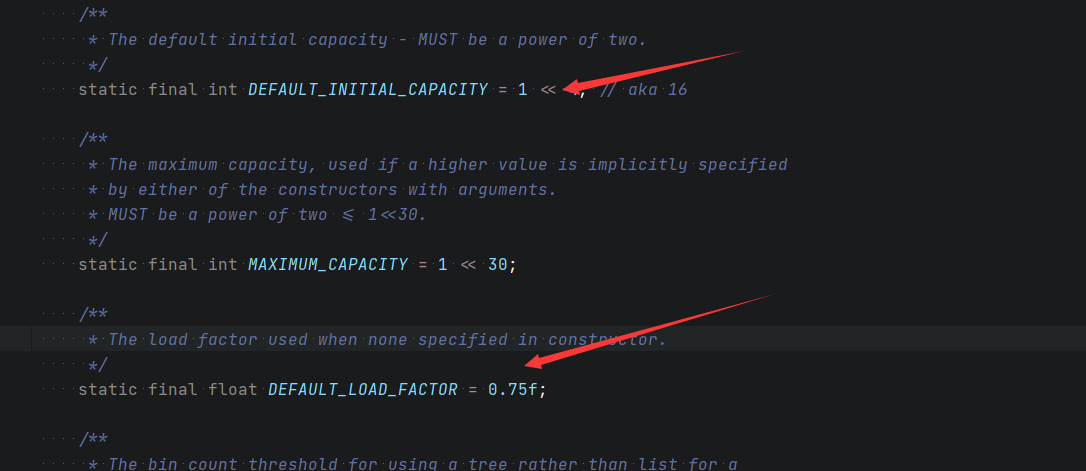 /**
* The default initial capacity - MUST be a power of two.
*/
static final int DEFAULT_INITIAL_CAPACITY = 1 << ; // aka 16
/**
* The maximum capacity, used if a higher value is implicitly specified
* by either of the constructors with arguments.
* MUST be a power of two <= 1<<30.
*/
static final int MAXIMUM_CAPACITY = 1 << 30;
/**
* The load factor used when none specified in constructor.
*/
static final float DEFAULT_LOAD_FACTOR = 0.75f;
/**
* The bin count threshold for using a tree rather than list for a